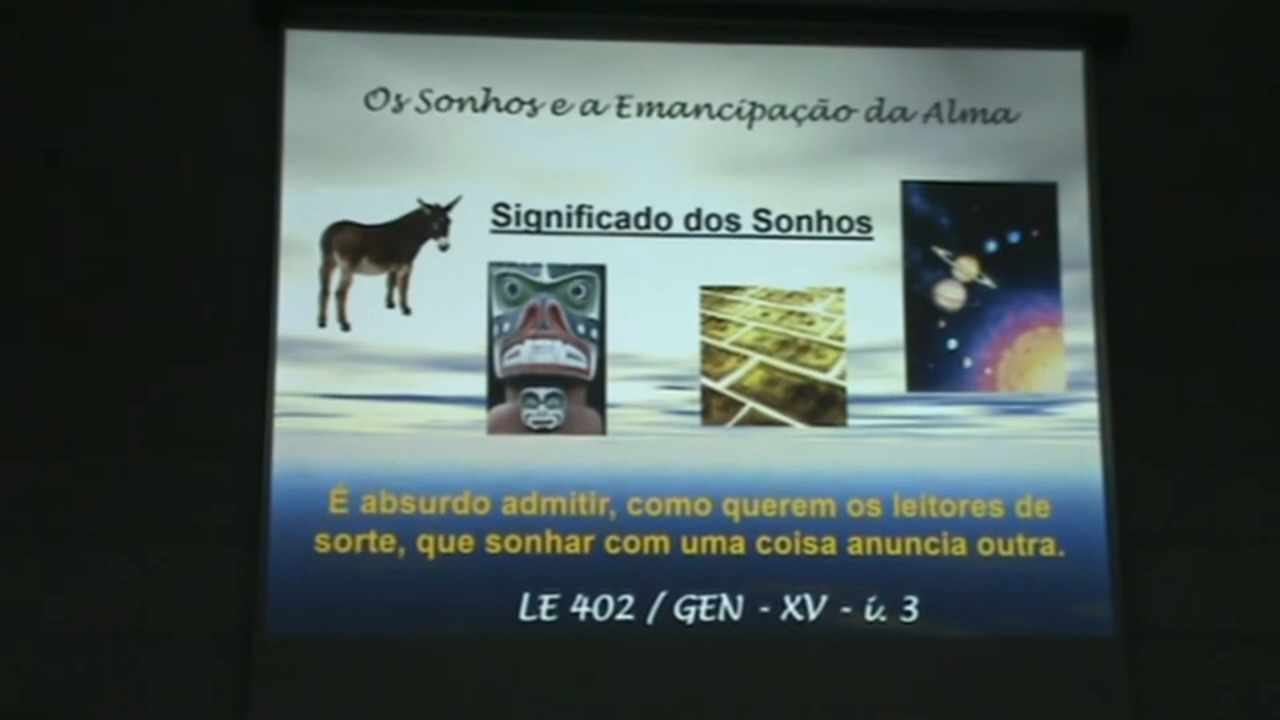 Os Sonhos e a Emancipação da Alma
Significado dos Sonhos
É absurdo admitir, como querem os leitores de
sorte, que sonhar com uma coisa anuncia outra.
LE 402 / GEN - XV - í. 3